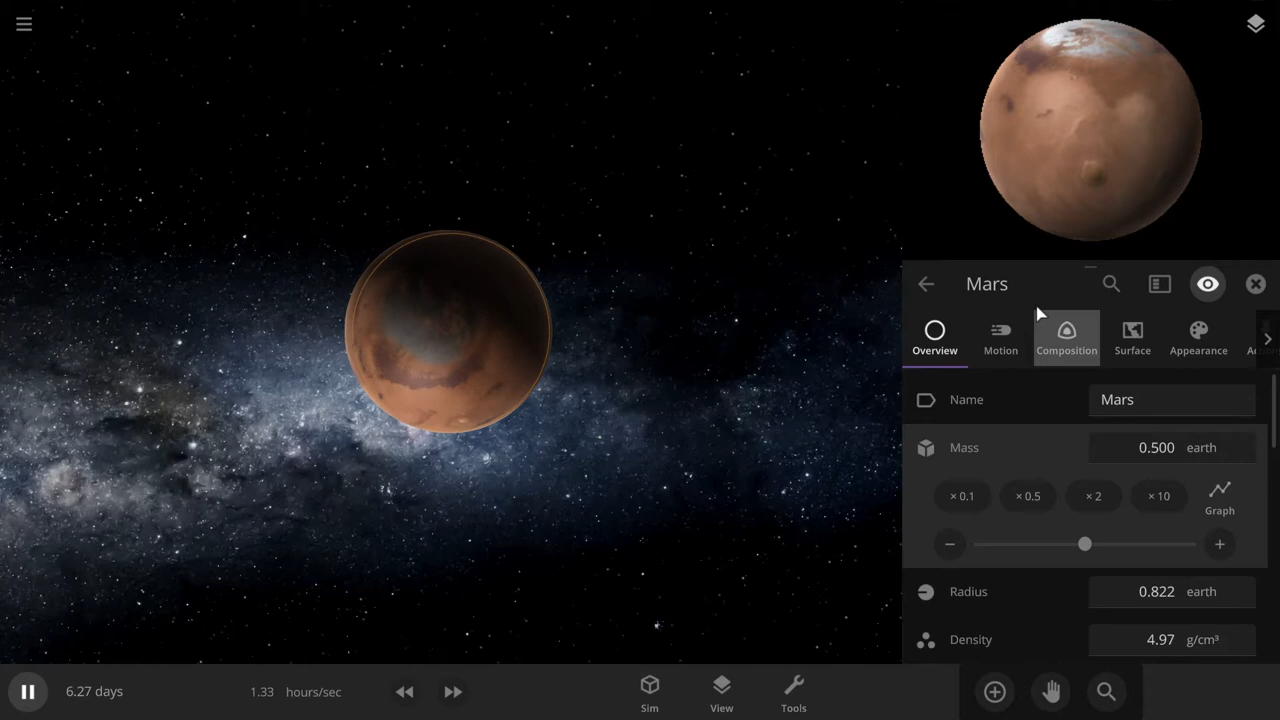 Mars
Overview
Motion
Composition
Surface
Appearance
Name
Mars
Mass
0.500 earth
× 0.1
× 0.5
× 2
× 10
Graph
Radius
0.822 earth
Density
4.97 g/cm³
6.27 days
1.33 hours/sec
Sim
View
Tools